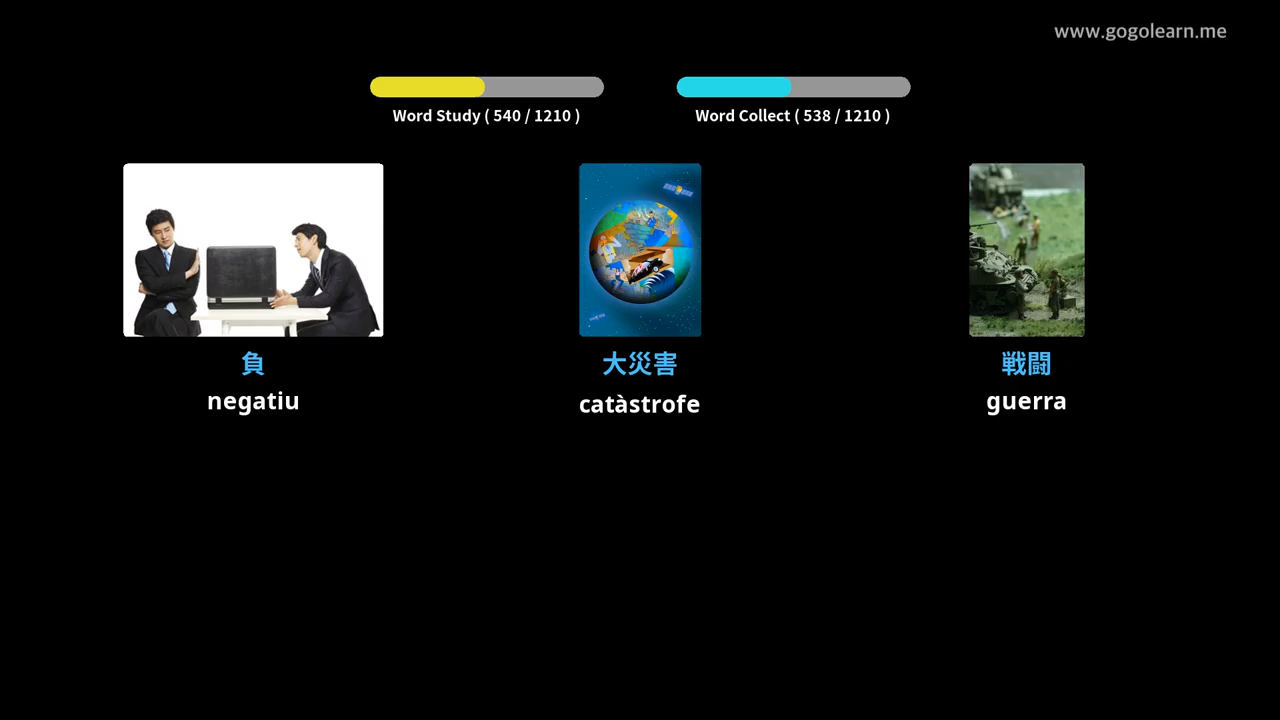 www.gogolearn.me
Word Study ( 540 / 1210 )
Word Collect ( 538 / 1210 )
負
negatiu
大災害
catàstrofe
戦闘
guerra